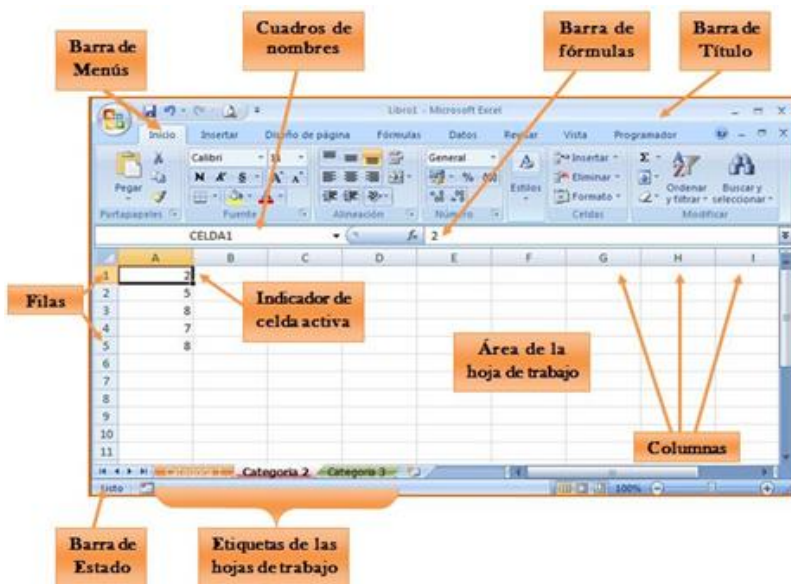 Barra de
Menús
Cuadros de
nombres
Barra de
fórmulas
Barra de
Título
Libro1 - Microsoft Excel
Inicio Insertar Diseño de página Fórmulas Datos Revisar Vista Programador
Pegar
Portapapeles
Calibri 11
N K S A A
Fuente
Alineación
General
% 000
Número
Estilos
Insertar
Eliminar
Formato
Celdas
Σ
Ordenar
y filtrar
Buscar y
seleccionar
Modificar
CELDA1 fx 2
A B C D E F G H I
1 2
2 5
3 8
4 7
5 8
6
7
8
9
10
11
Filas
Indicador de
celda activa
Área de la
hoja de trabajo
Columnas
Categoria 1 Categoria 2 Categoria 3
Listo 100%
Barra de
Estado
Etiquetas de las
hojas de trabajo